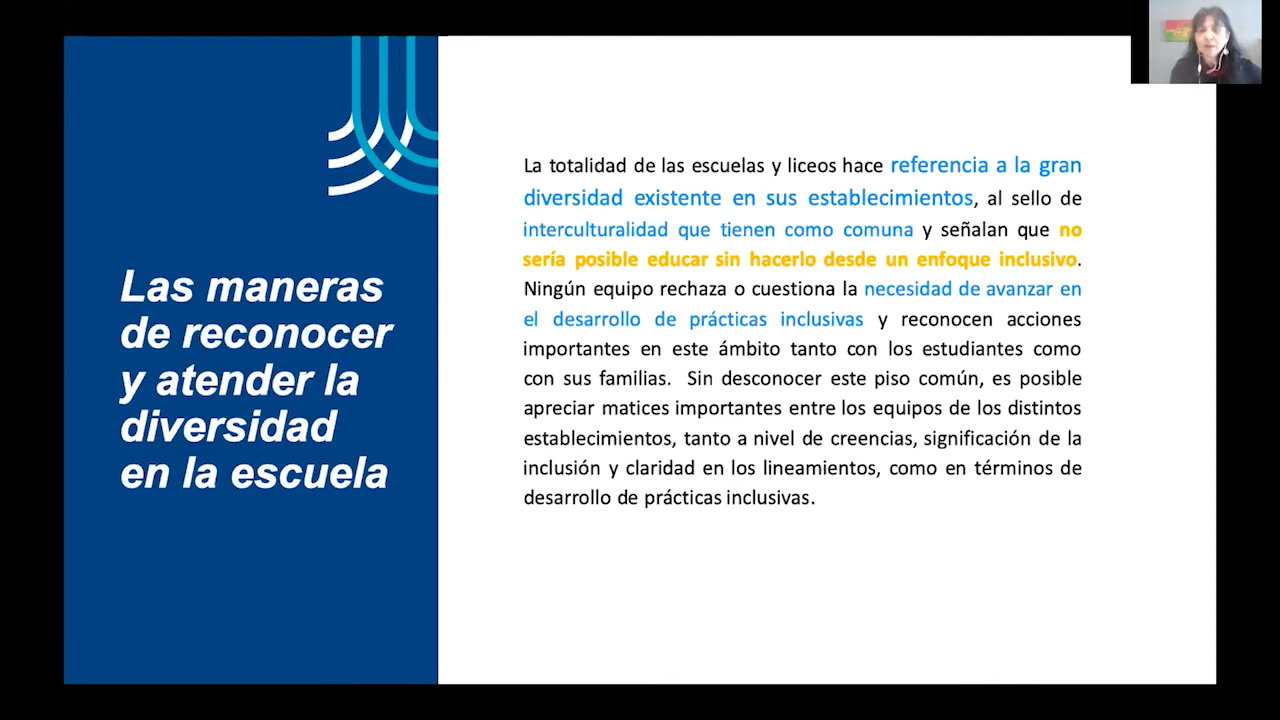 Las maneras
de reconocer
y atender la
diversidad
en la escuela
La totalidad de las escuelas y liceos hace referencia a la gran
diversidad existente en sus establecimientos, al sello de
interculturalidad que tienen como comuna y señalan que no
sería posible educar sin hacerlo desde un enfoque inclusivo.
Ningún equipo rechaza o cuestiona la necesidad de avanzar en
el desarrollo de prácticas inclusivas y reconocen acciones
importantes en este ámbito tanto con los estudiantes como
con sus familias. Sin desconocer este piso común, es posible
apreciar matices importantes entre los equipos de los distintos
establecimientos, tanto a nivel de creencias, significación de la
inclusión y claridad en los lineamientos, como en términos de
desarrollo de prácticas inclusivas.